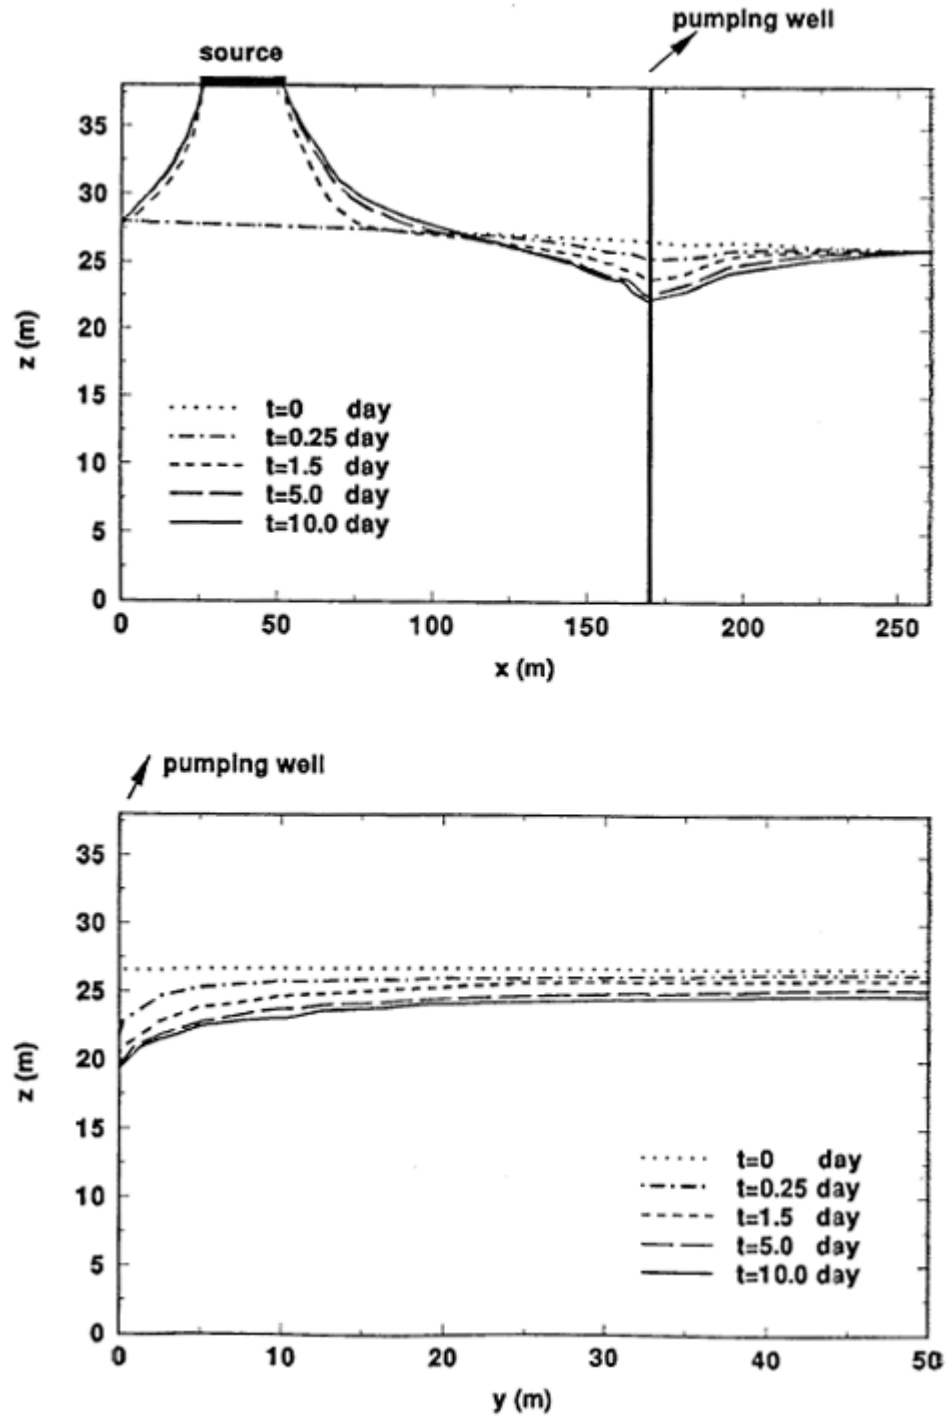 pumping well
source
35
30
25
20
15
10
5
0
z (m)
t=0 day
t=0.25 day
t=1.5 day
t=5.0 day
t=10.0 day
0 50 100 150 200 250
x (m)
pumping well
35
30
25
20
15
10
5
0
z (m)
t=0 day
t=0.25 day
t=1.5 day
t=5.0 day
t=10.0 day
0 10 20 30 40 50
y (m)